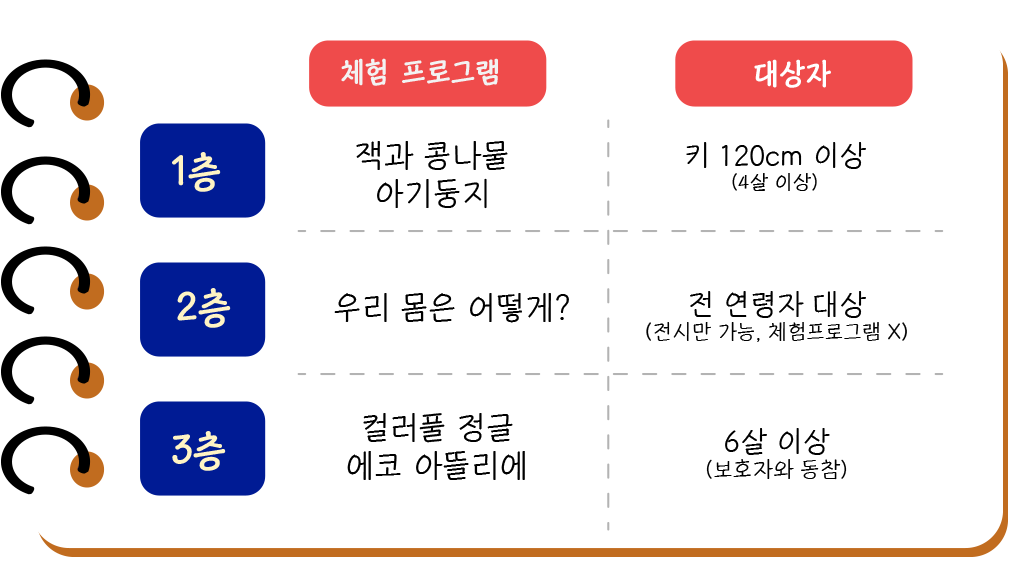 체험 프로그램
대상자
1층
잭과 콩나물
아기둥지
키 120cm 이상
(4살 이상)
2층
우리 몸은 어떻게?
전 연령자 대상
(전시만 가능, 체험프로그램 X)
3층
컬러풀 정글
에코 아뜰리에
6살 이상
(보호자와 동참)